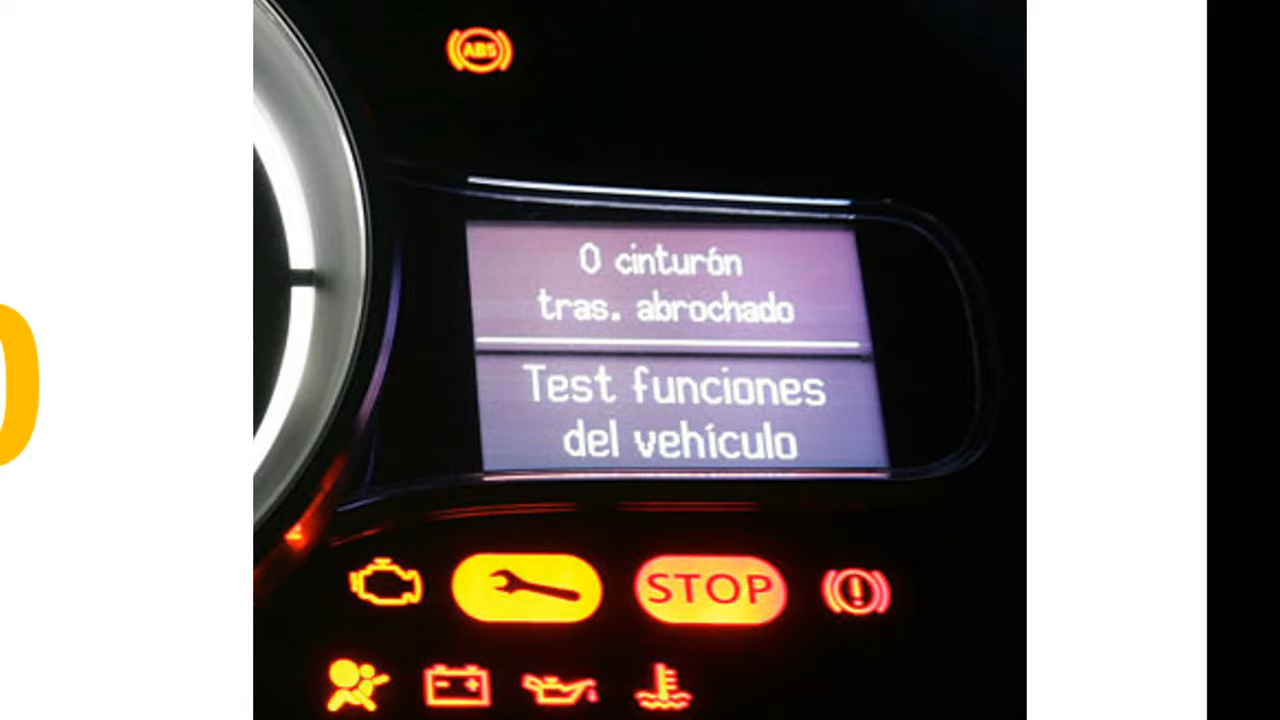 ABS
0 cinturón
tras. abrochado
Test funciones
del vehículo
STOP